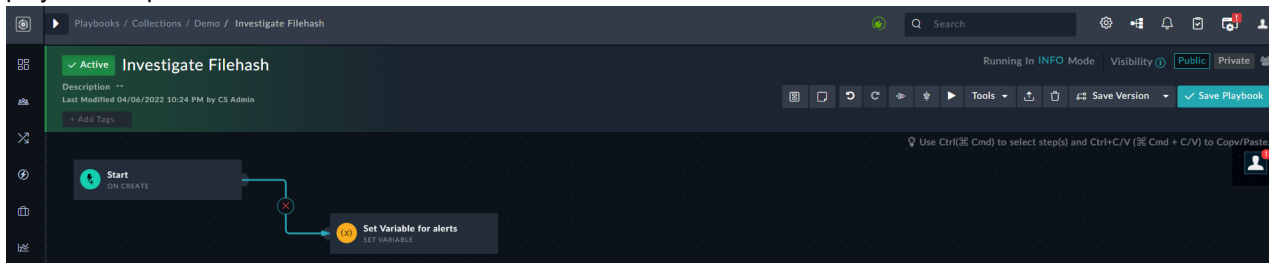 Playbooks / Collections / Demo / Investigate Filehash
Search
Active Investigate Filehash
Running In INFO Mode Visibility Public Private
Description --
Last Modified 04/06/2022 10:24 PM by CS Admin
Tools Save Version Save Playbook
+ Add Tags
Use Ctrl(⌘ Cmd) to select step(s) and Ctrl+C/V (⌘ Cmd + C/V) to Copy/Paste.
Start
ON CREATE
Set Variable for alerts
SET VARIABLE